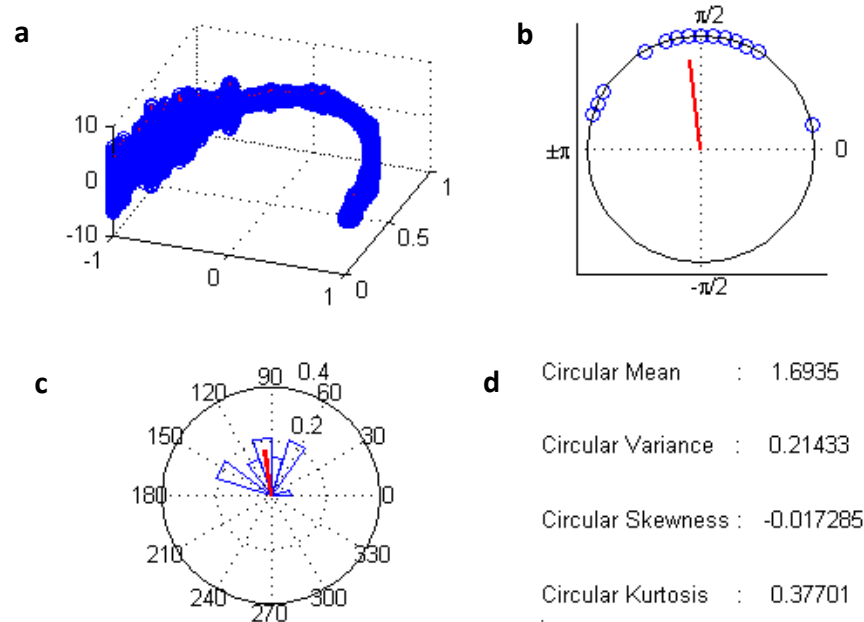 a
10
0
-10
-1
0
1
0
0.5
1
b
π/2
±π
0
-π/2
c
90
0.4
120
60
0.2
150
30
180
0
210
330
240
300
270
d
Circular Mean : 1.6935
Circular Variance : 0.21433
Circular Skewness : -0.017285
Circular Kurtosis : 0.37701